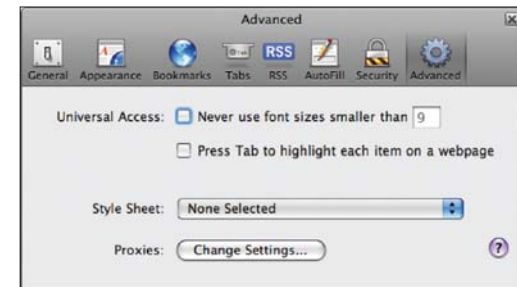 Advanced
General Appearance Bookmarks Tabs RSS AutoFill Security Advanced
Universal Access: Never use font sizes smaller than 9
Press Tab to highlight each item on a webpage
Style Sheet: None Selected
Proxies: Change Settings... ?